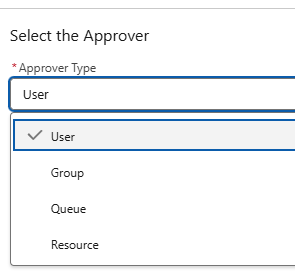 Select the Approver
*Approver Type
User
User
Group
Queue
Resource